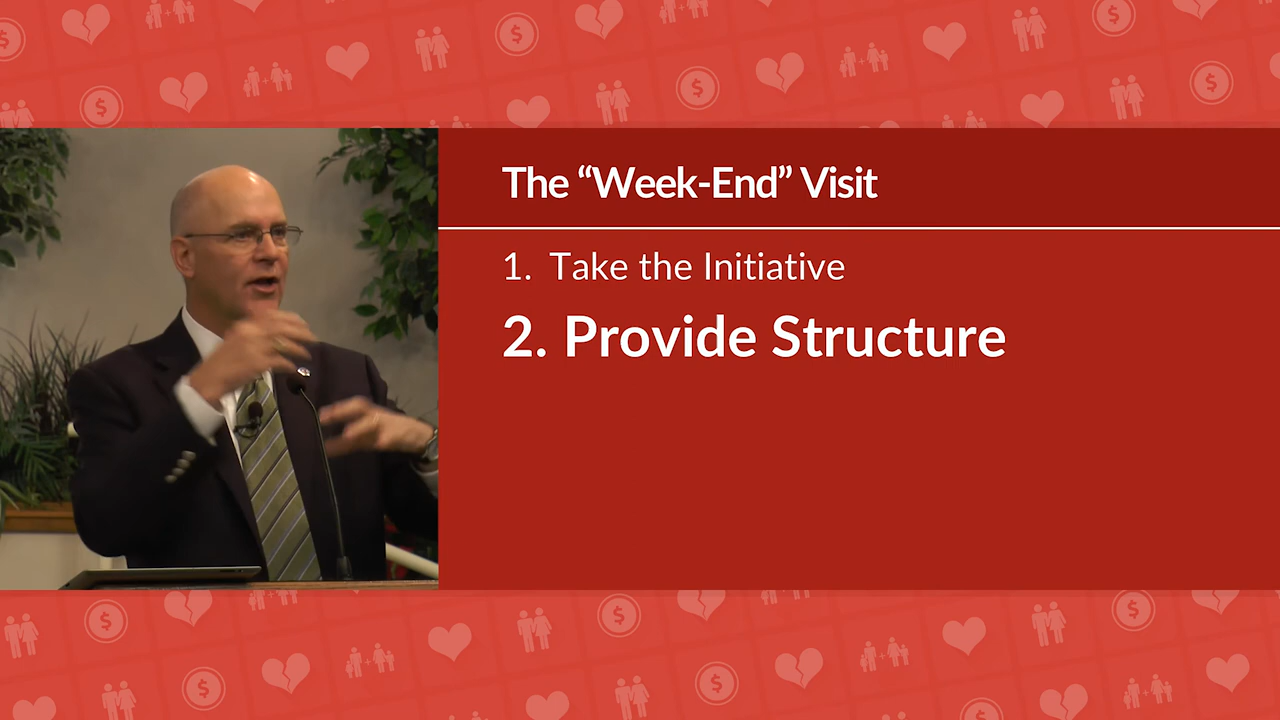 The “Week-End” Visit
1. Take the Initiative
2. Provide Structure